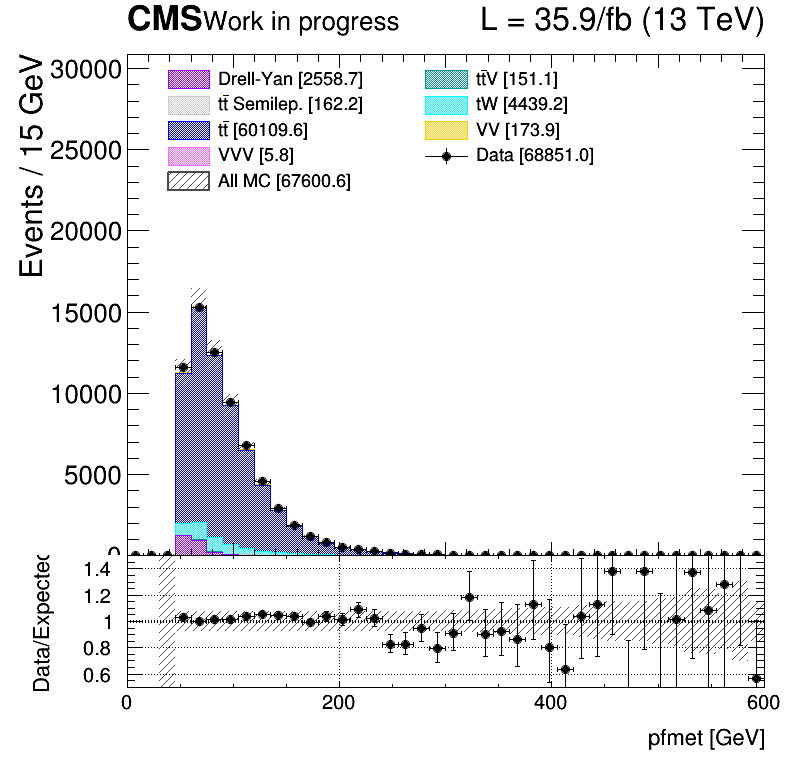 CMS Work in progress L = 35.9/fb (13 TeV)
Events / 15 GeV
30000
25000
20000
15000
10000
5000
0
Drell-Yan [2558.7]
tt̄ Semilep. [162.2]
tt̄ [60109.6]
VVV [5.8]
All MC [67600.6]
tt̄V [151.1]
tW [4439.2]
VV [173.9]
Data [68851.0]
Data/Expected
1.4
1.2
1
0.8
0.6
0 200 400 600
pfmet [GeV]